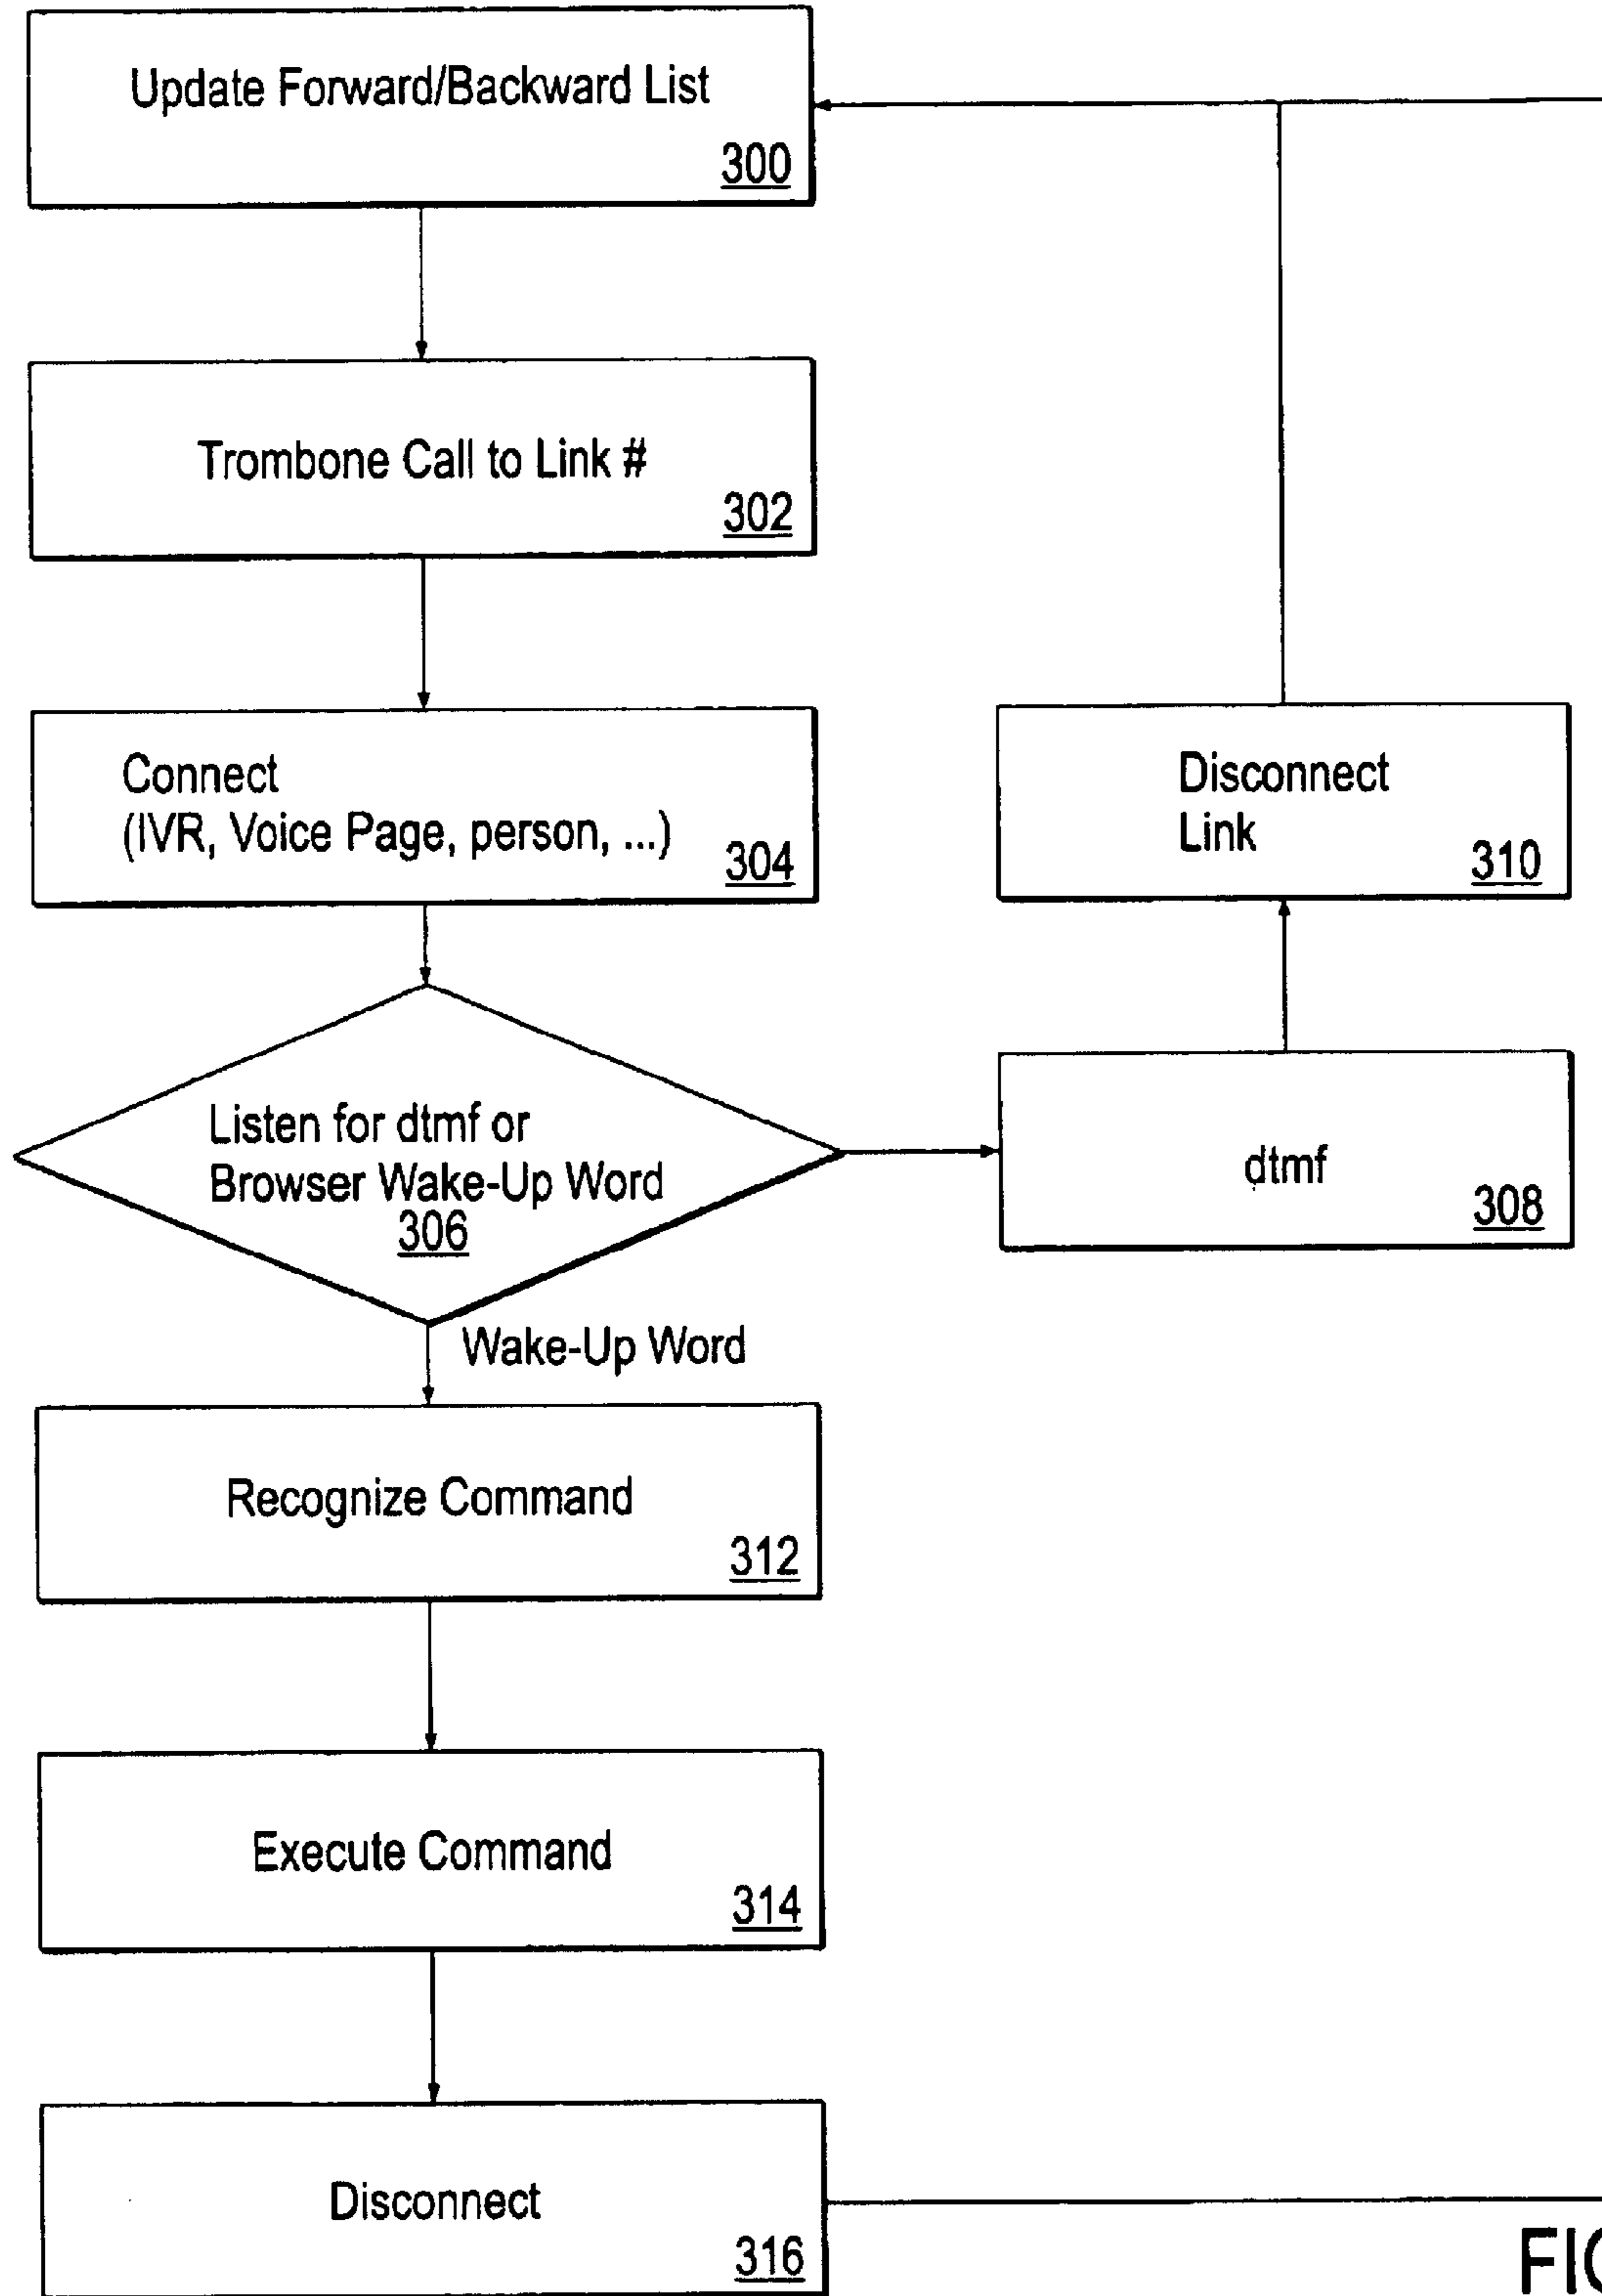 Update Forward/Backward List
300
Trombone Call to Link #
302
Connect
(IVR, Voice Page, person, ...)
304
Disconnect
Link
310
Listen for dtmf or
Browser Wake-Up Word
306
dtmf
308
Wake-Up Word
Recognize Command
312
Execute Command
314
Disconnect
316